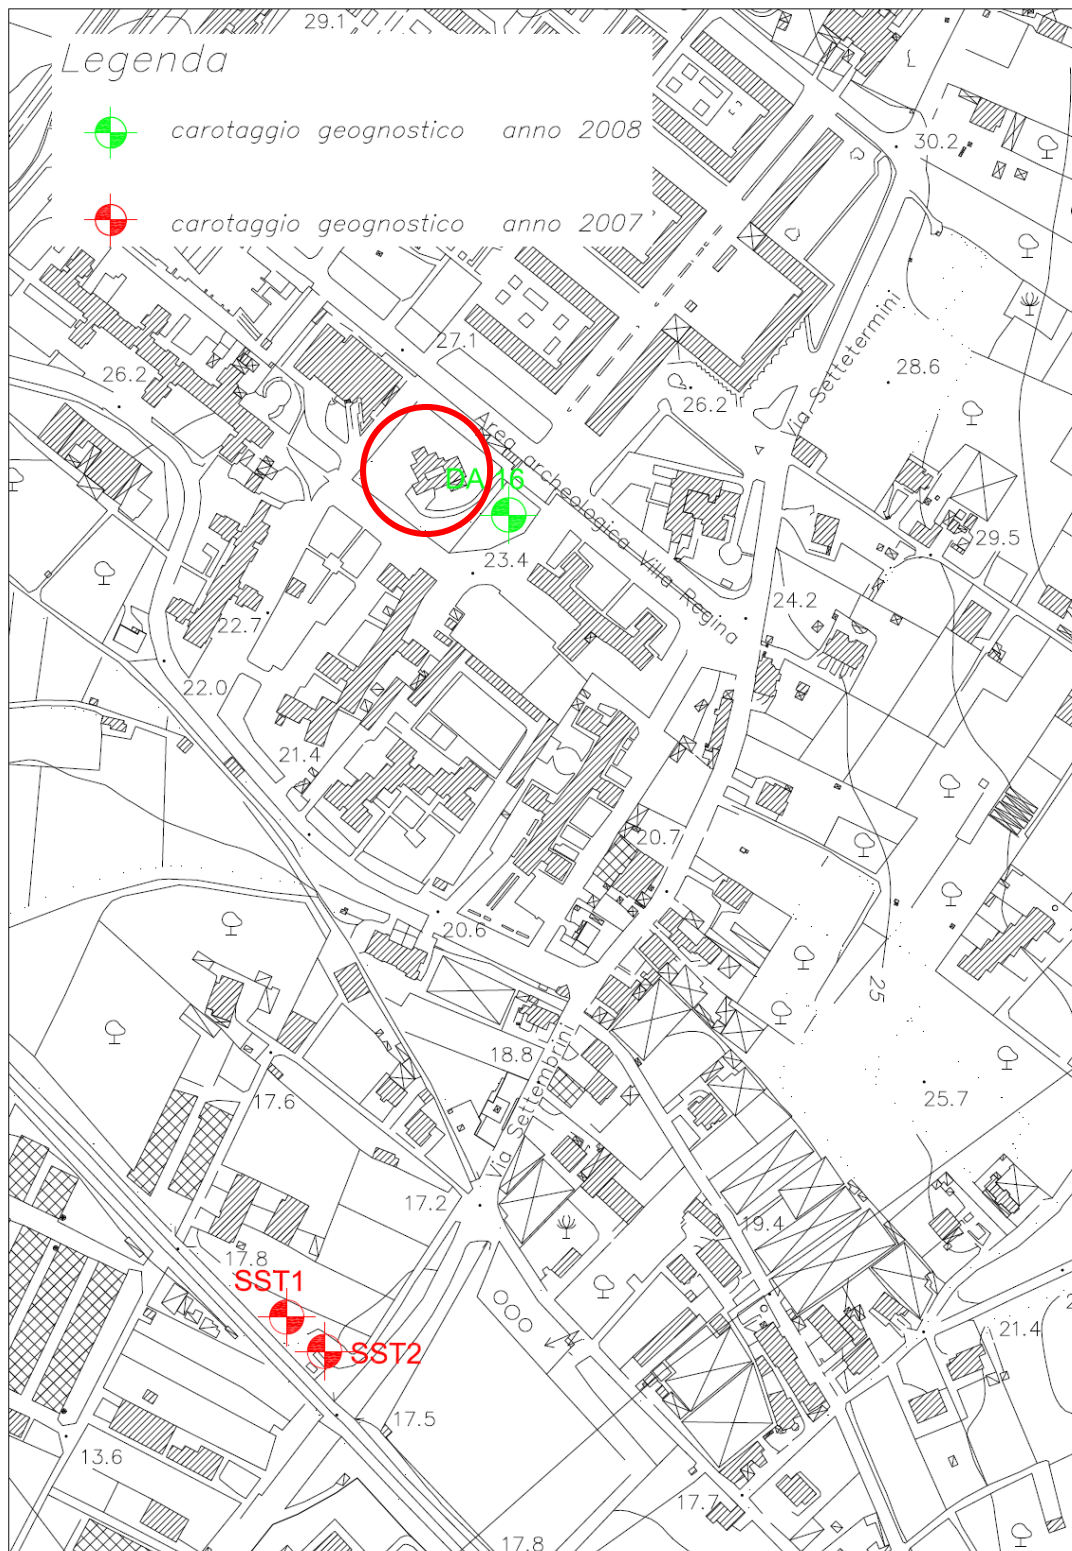 29.1
Legenda
carotaggio geognostico anno 2008
30.2
carotaggio geognostico anno 2007
27.1
Via Settetermini
26.2
28.6
26.2
Area archeologica Villa Regina
DA 16
29.5
23.4
24.2
22.7
22.0
21.4
20.7
20.6
25
18.8
Via Settembrini
17.6
25.7
17.2
19.4
17.8
SST1
21.4
SST2
17.5
13.6
17.7
17.8